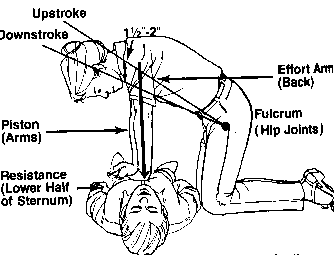 Upstroke
Downstroke
1½"-2"
Effort Arm
(Back)
Fulcrum
(Hip Joints)
Piston
(Arms)
Resistance
(Lower Half
of Sternum)